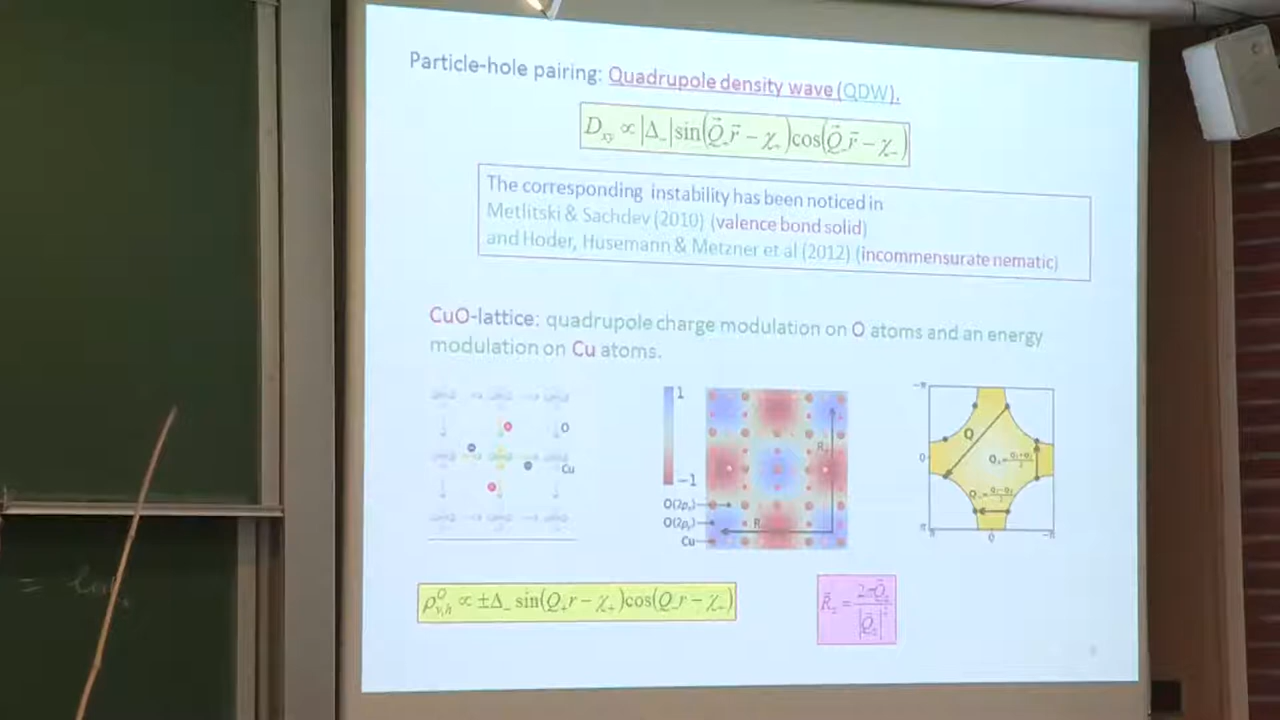 Particle-hole pairing: Quadrupole density wave (QDW).
D_xy ∝ |Δ_-| sin(Q⃗_+ r⃗ − χ_+) cos(Q⃗_- r⃗ − χ_-)
The corresponding instability has been noticed in
Metlitski & Sachdev (2010) (valence bond solid)
and Hoder, Husemann & Metzner et al (2012) (incommensurate nematic)
CuO-lattice: quadrupole charge modulation on O atoms and an energy
modulation on Cu atoms.
O
Cu
1
−1
O(2pₓ)
O(2p_y)
Cu
R
R
−π
0
π
0
−π
Q
ρ^O_{v,h} ∝ ±Δ_- sin(Q_+ r − χ_+) cos(Q_- r − χ_-)